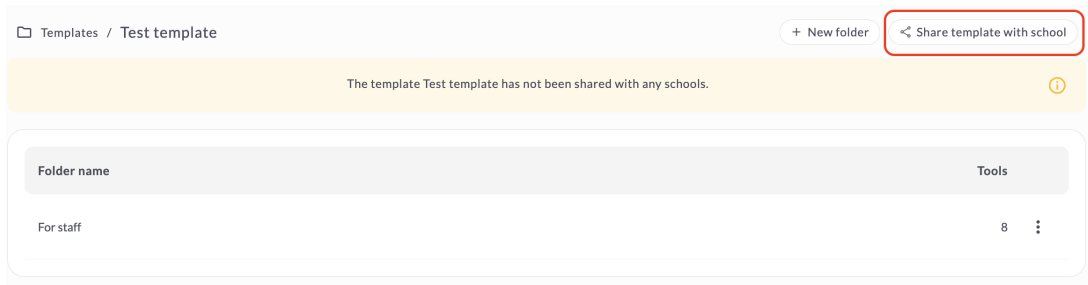 Templates / Test template
+ New folder
Share template with school
The template Test template has not been shared with any schools.
Folder name Tools
For staff 8